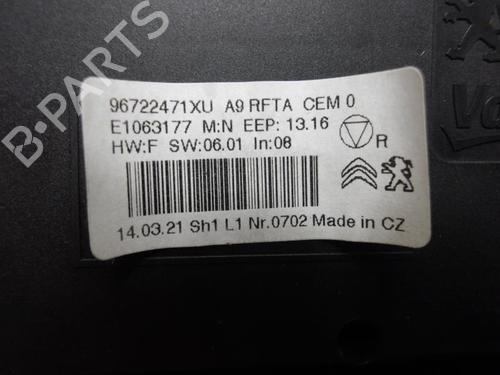 96722471XU A9 RFTA CEM 0
E1063177 M:N EEP: 13.16
HW:F SW:06.01 In:08
R
14.03.21 Sh1 L1 Nr.0702 Made in CZ